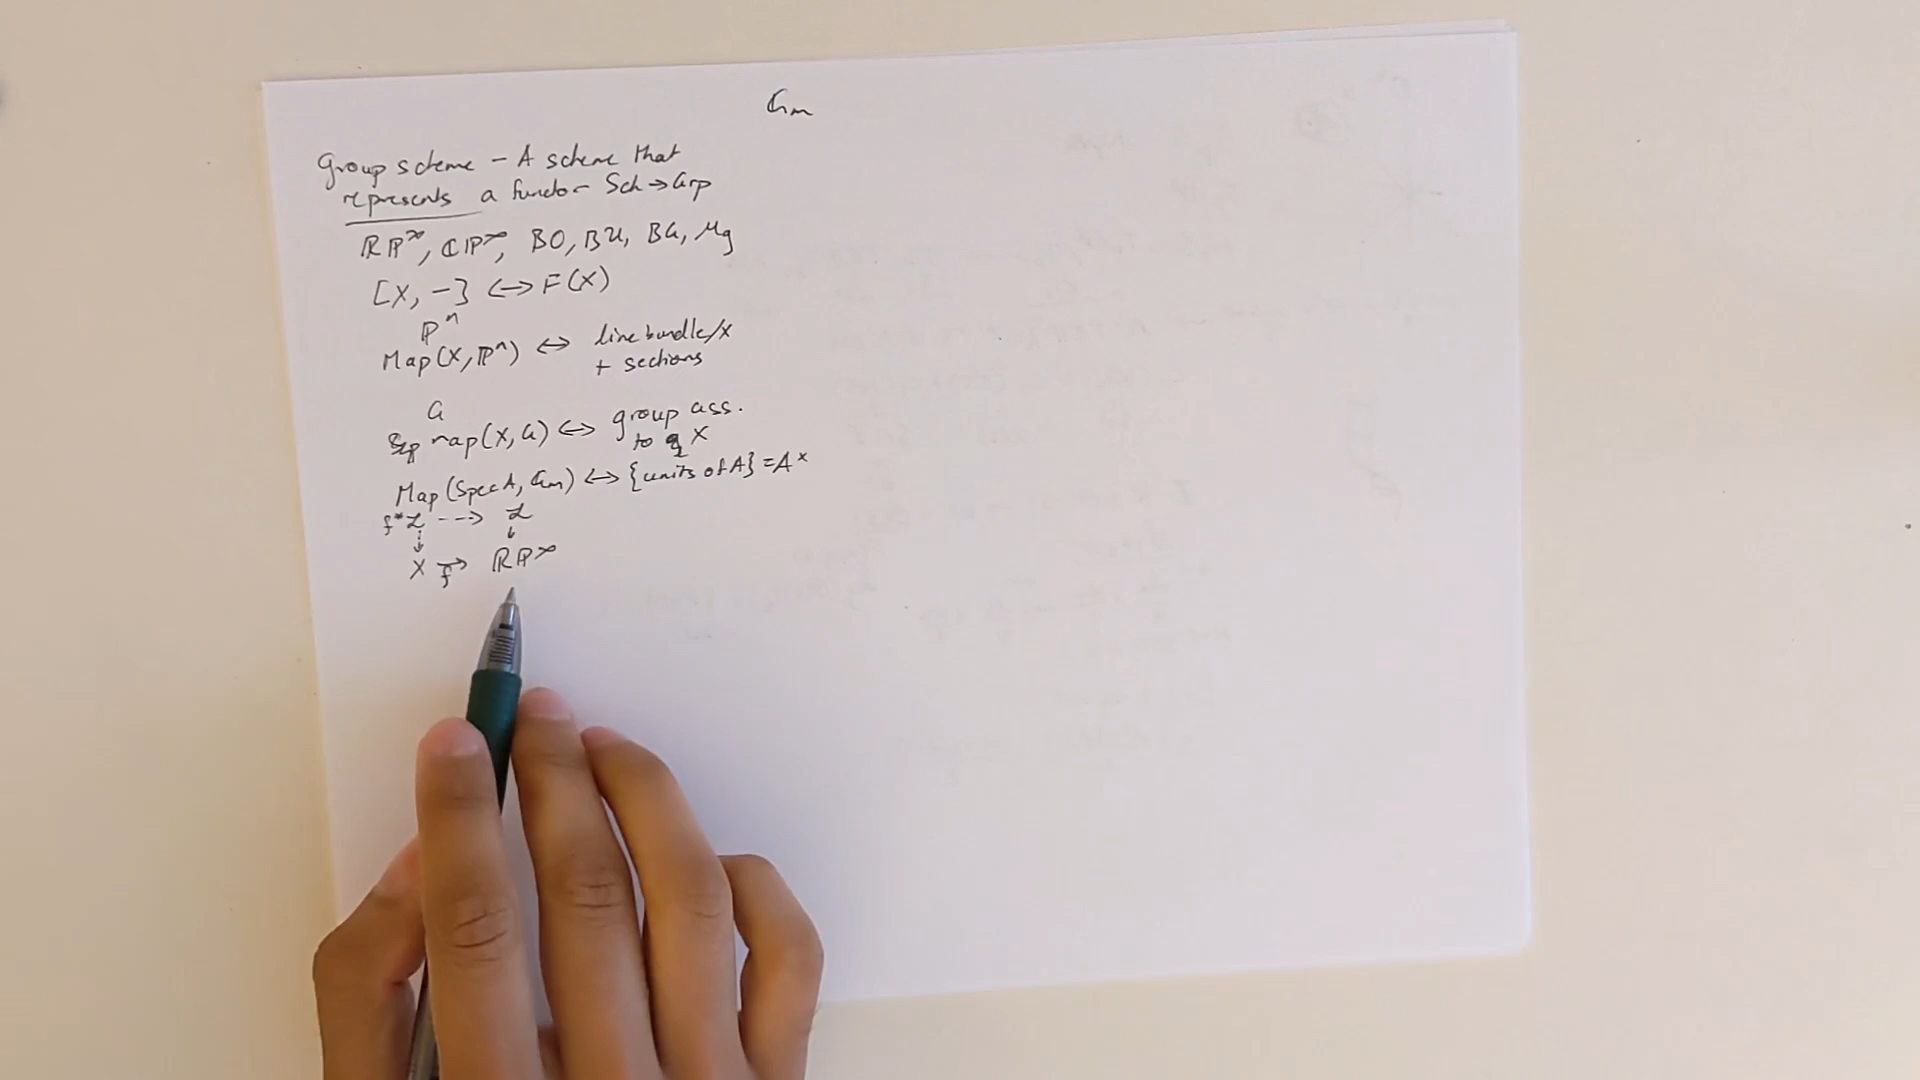 𝔾m
Group scheme - A scheme that
represents a functor Sch → Grp
ℝP^∞, ℂP^∞, BO, BU, BG, Mg
[X, -] ↔ F(X)
ℙ^n
Map(X, ℙ^n) ↔ line bundle/X
+ sections
G
map(X, G) ↔ group ass.
to X
Map(Spec A, 𝔾m) ↔ {units of A} = A^×
f*ℒ ⇢ ℒ
X → ℝP^∞
f